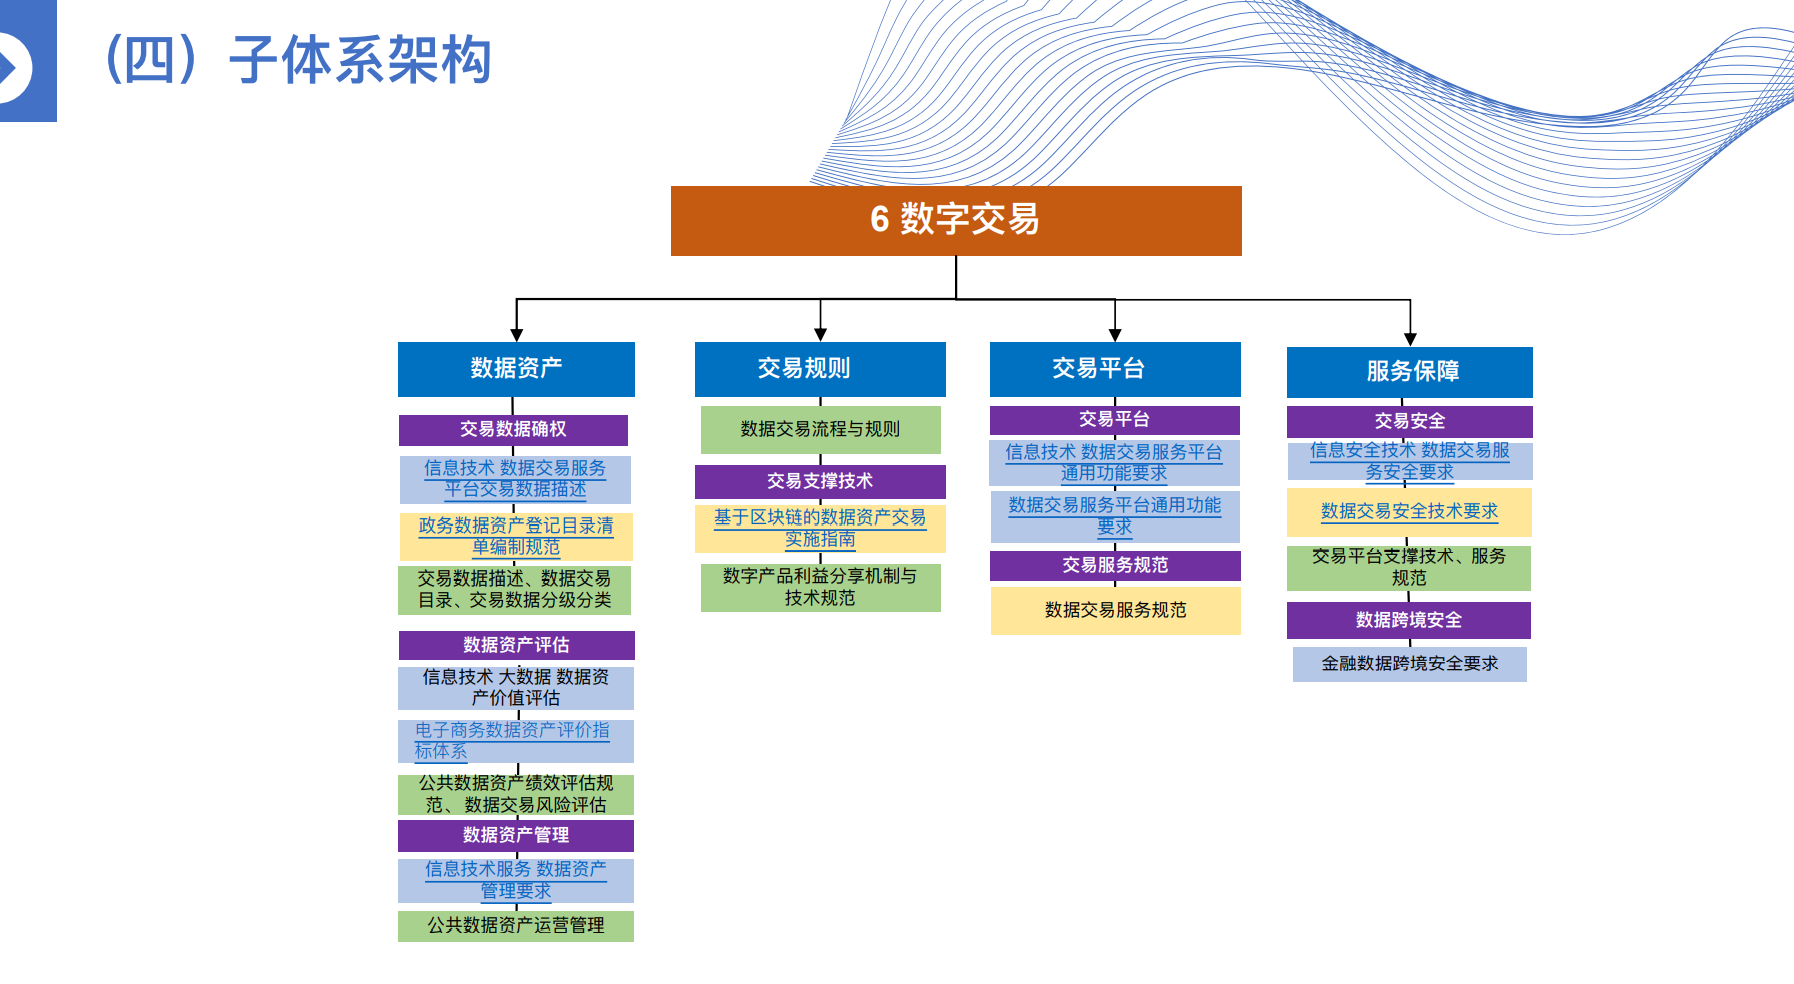 （四）子体系架构
6 数字交易
数据资产
交易数据确权
信息技术 数据交易服务
平台交易数据描述
政务数据资产登记目录清
单编制规范
交易数据描述、数据交易
目录、交易数据分级分类
数据资产评估
信息技术 大数据 数据资
产价值评估
电子商务数据资产评价指
标体系
公共数据资产绩效评估规
范、数据交易风险评估
数据资产管理
信息技术服务 数据资产
管理要求
公共数据资产运营管理
交易规则
数据交易流程与规则
交易支撑技术
基于区块链的数据资产交易
实施指南
数字产品利益分享机制与
技术规范
交易平台
交易平台
信息技术 数据交易服务平台
通用功能要求
数据交易服务平台通用功能
要求
交易服务规范
数据交易服务规范
服务保障
交易安全
信息安全技术 数据交易服
务安全要求
数据交易安全技术要求
交易平台支撑技术、服务
规范
数据跨境安全
金融数据跨境安全要求